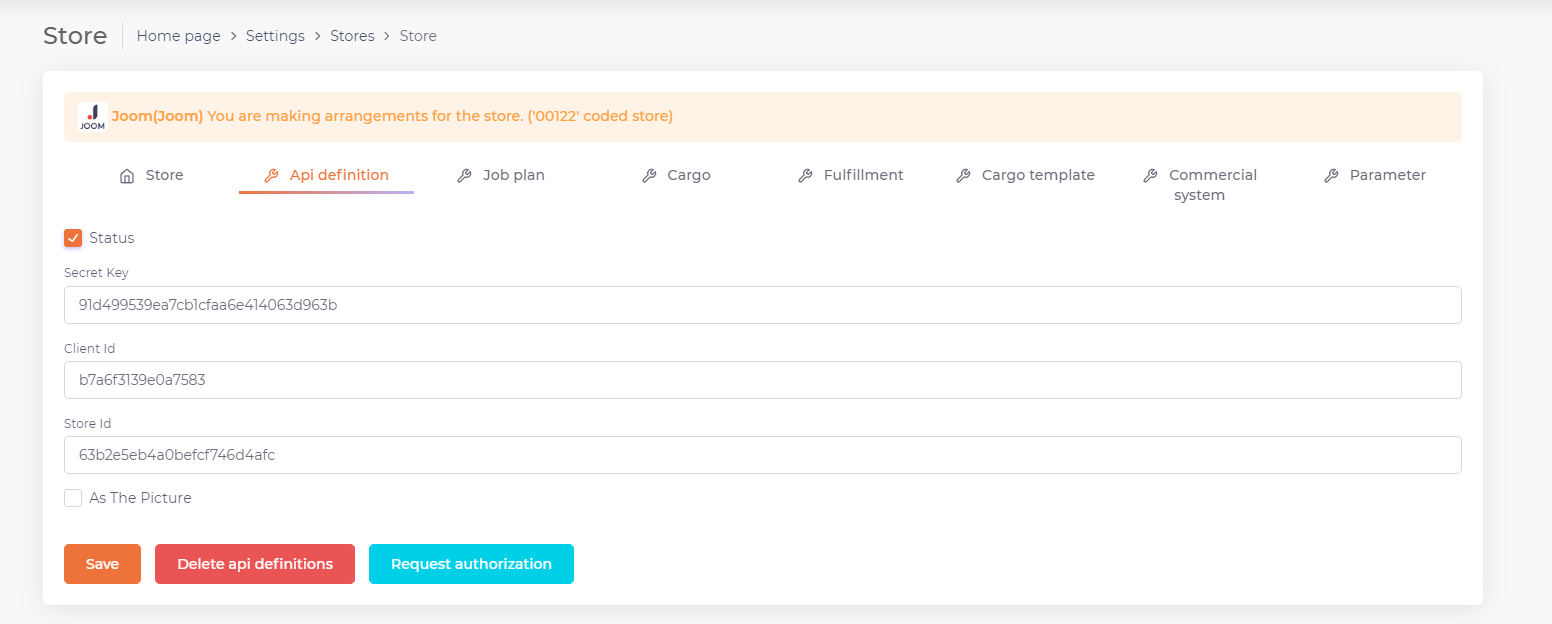 Store
Home page > Settings > Stores > Store
JOOM
Joom(Joom) You are making arrangements for the store. ('00122' coded store)
Store
Api definition
Job plan
Cargo
Fulfillment
Cargo template
Commercial
system
Parameter
Status
Secret Key
91d499539ea7cb1cfaa6e414063d963b
Client Id
b7a6f3139e0a7583
Store Id
63b2e5eb4a0befcf746d4afc
As The Picture
Save
Delete api definitions
Request authorization